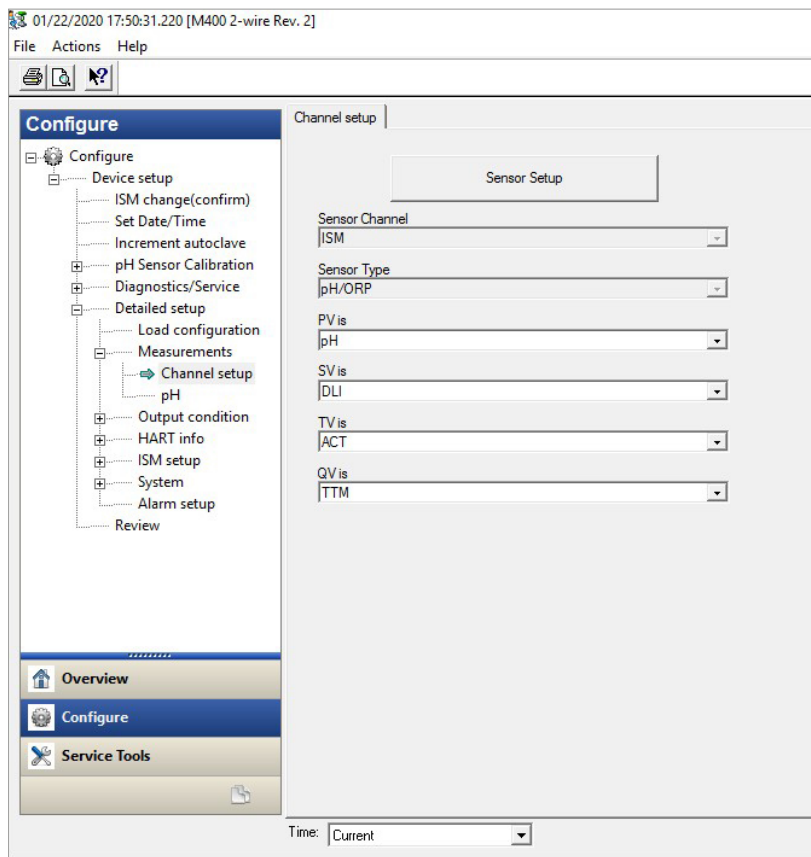 01/22/2020 17:50:31.220 [M400 2-wire Rev. 2]
File Actions Help
Configure
Configure
Device setup
ISM change(confirm)
Set Date/Time
Increment autoclave
pH Sensor Calibration
Diagnostics/Service
Detailed setup
Load configuration
Measurements
Channel setup
pH
Output condition
HART info
ISM setup
System
Alarm setup
Review
Overview
Configure
Service Tools
Channel setup
Sensor Setup
Sensor Channel
ISM
Sensor Type
pH/ORP
PV is
pH
SV is
DLI
TV is
ACT
QV is
TTM
Time: Current